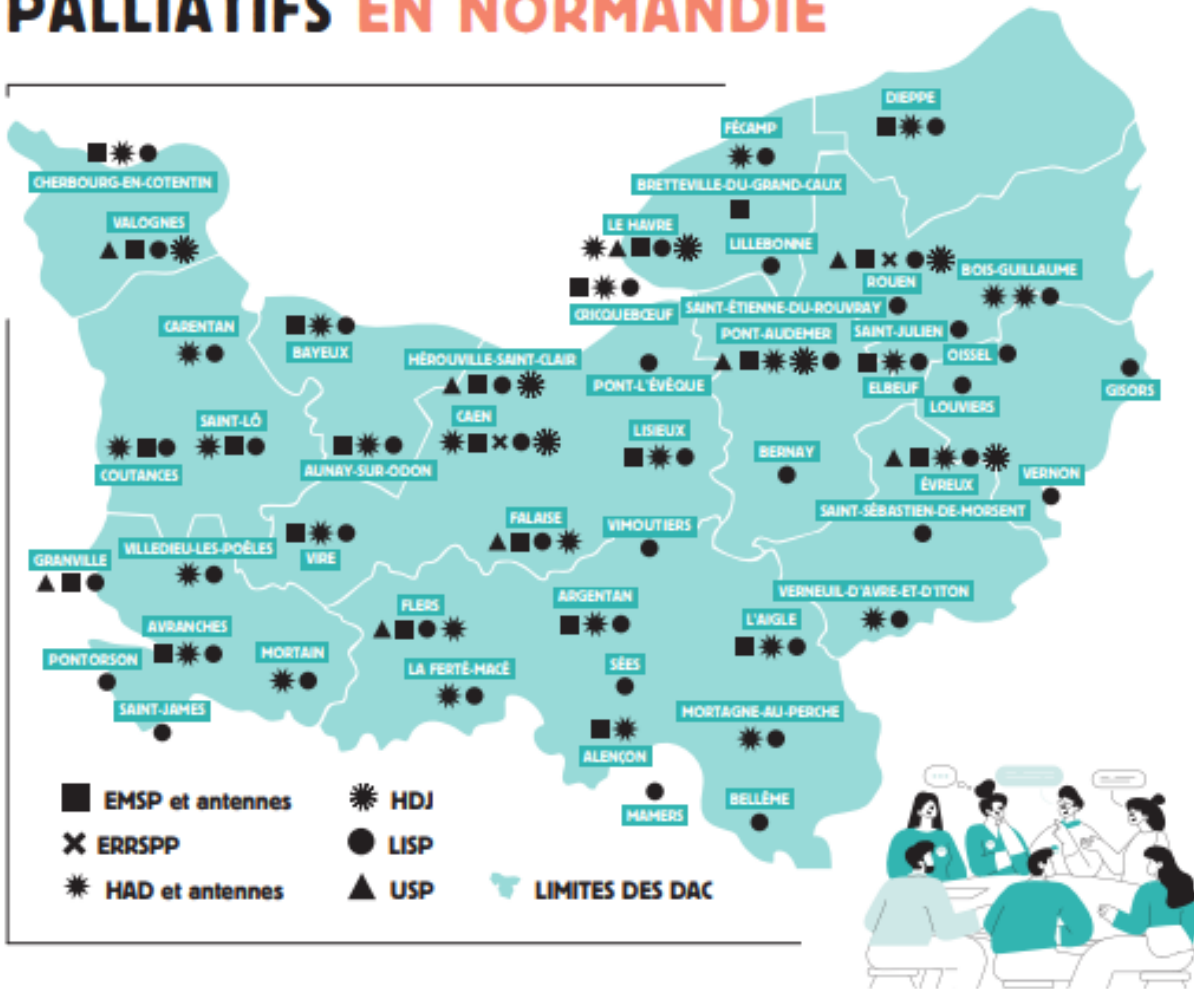 PALLIATIFS EN NORMANDIE
DIEPPE
FÉCAMP
CHERBOURG-EN-COTENTIN
BRETTEVILLE-DU-GRAND-CAUX
VALOGNES
LE HAVRE
LILLEBONNE
ROUEN
BOIS-GUILLAUME
CRICQUEBŒUF
SAINT-ÉTIENNE-DU-ROUVRAY
CARENTAN
PONT-AUDEMER
SAINT-JULIEN
BAYEUX
HÉROUVILLE-SAINT-CLAIR
OISSEL
PONT-L'ÉVÊQUE
ELBEUF
GISORS
LOUVIERS
SAINT-LÔ
CAEN
LISIEUX
BERNAY
COUTANCES
AUNAY-SUR-ODON
ÉVREUX
VERNON
SAINT-SÉBASTIEN-DE-MORSENT
FALAISE
VIMOUTIERS
VILLEDIEU-LES-POÊLES
VIRE
GRANVILLE
VERNEUIL-D'AVRE-ET-D'ITON
ARGENTAN
FLERS
L'AIGLE
AVRANCHES
MORTAIN
PONTORSON
LA FERTÉ-MACÉ
SÉES
SAINT-JAMES
MORTAGNE-AU-PERCHE
ALENÇON
BELLÊME
MAMERS
EMSP et antennes
HDJ
ERRSPP
LISP
HAD et antennes
USP
LIMITES DES DAC